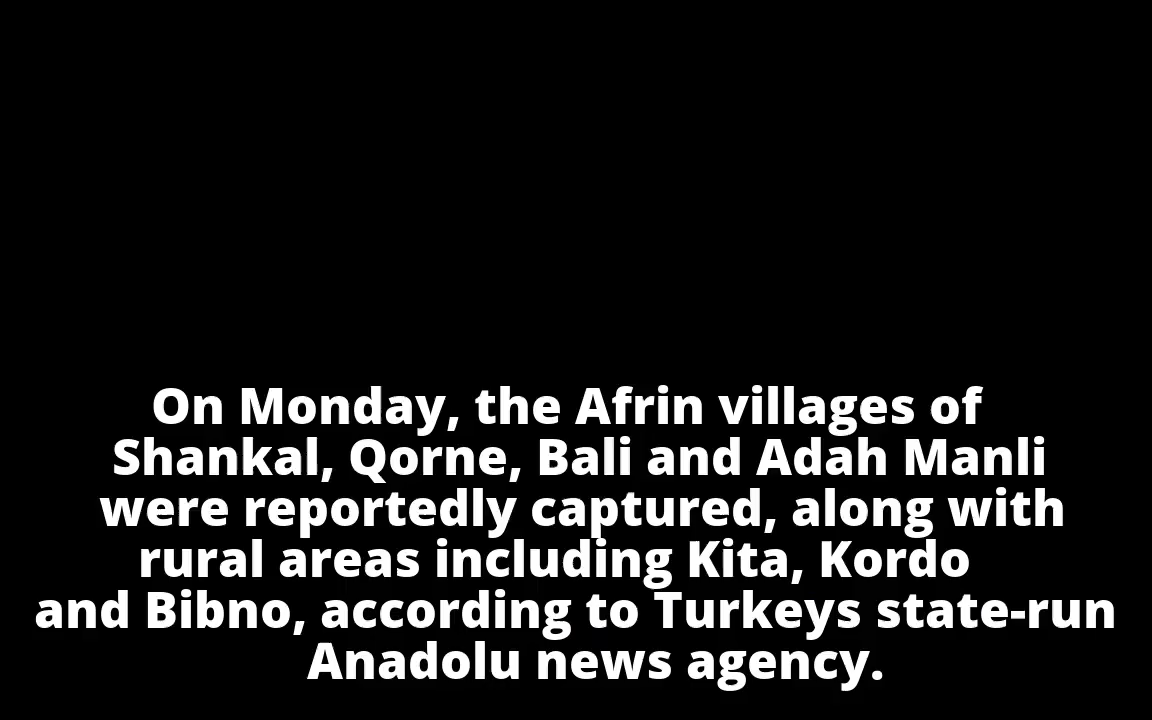 On Monday, the Afrin villages of
Shankal, Qorne, Bali and Adah Manli
were reportedly captured, along with
rural areas including Kita, Kordo
and Bibno, according to Turkeys state-run
Anadolu news agency.